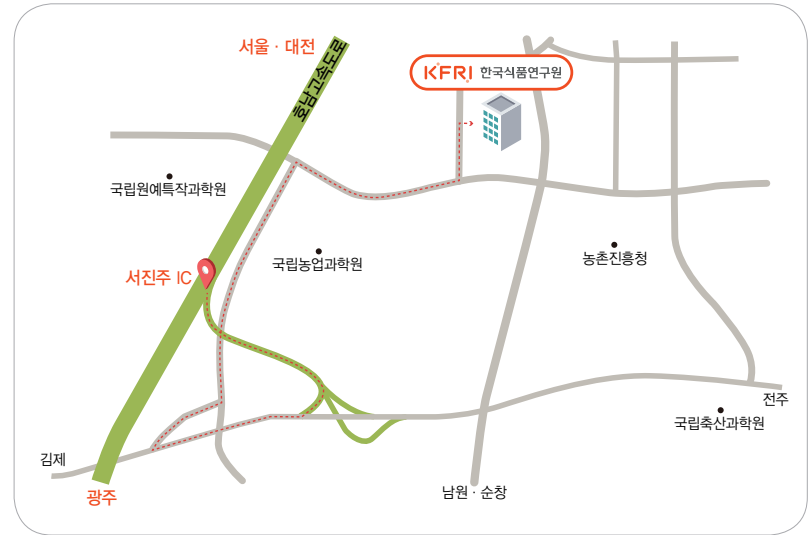 서울 · 대전
호남고속도로
KFRI 한국식품연구원
국립원예특작과학원
국립농업과학원
농촌진흥청
서진주 IC
전주
국립축산과학원
김제
광주
남원 · 순창